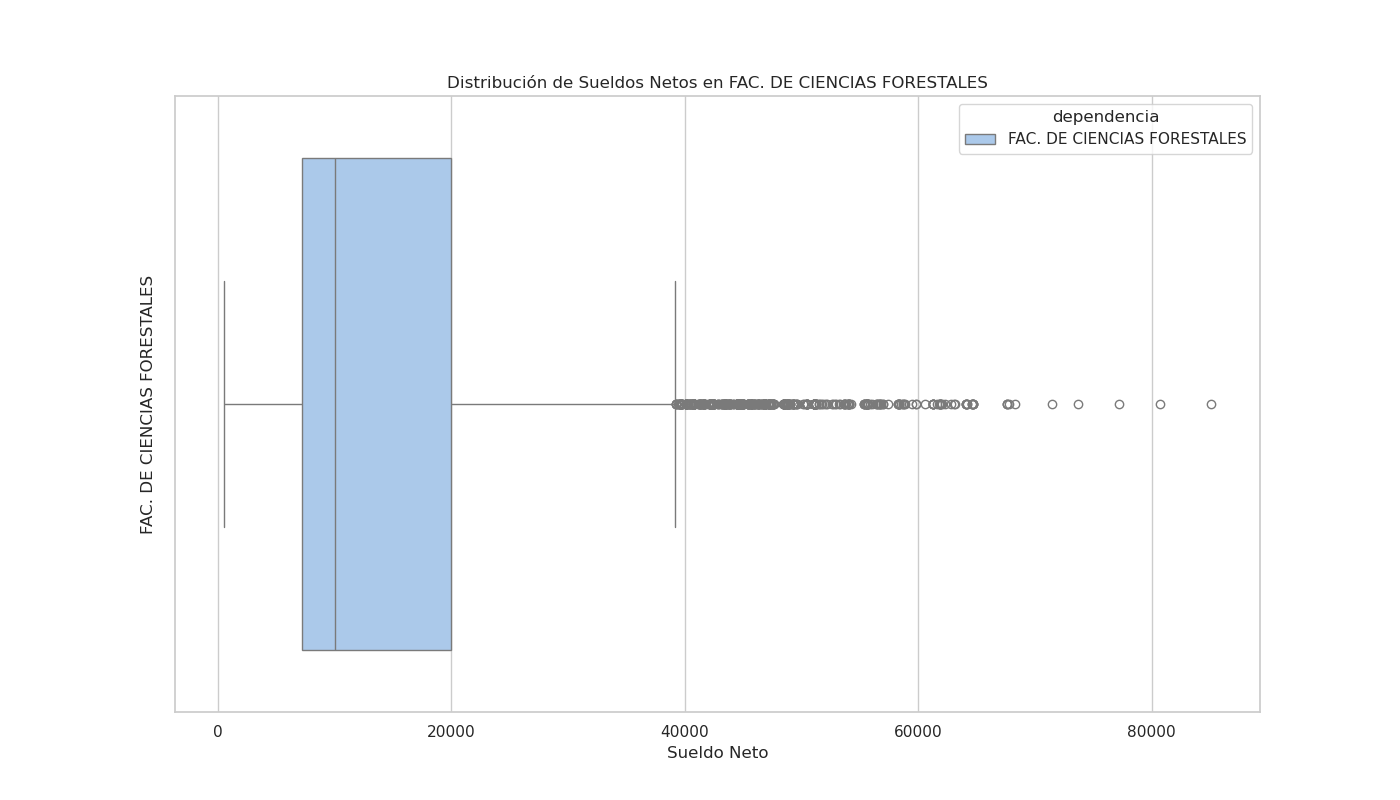 Distribución de Sueldos Netos en FAC. DE CIENCIAS FORESTALES
dependencia
FAC. DE CIENCIAS FORESTALES
FAC. DE CIENCIAS FORESTALES
0
20000
40000
60000
80000
Sueldo Neto